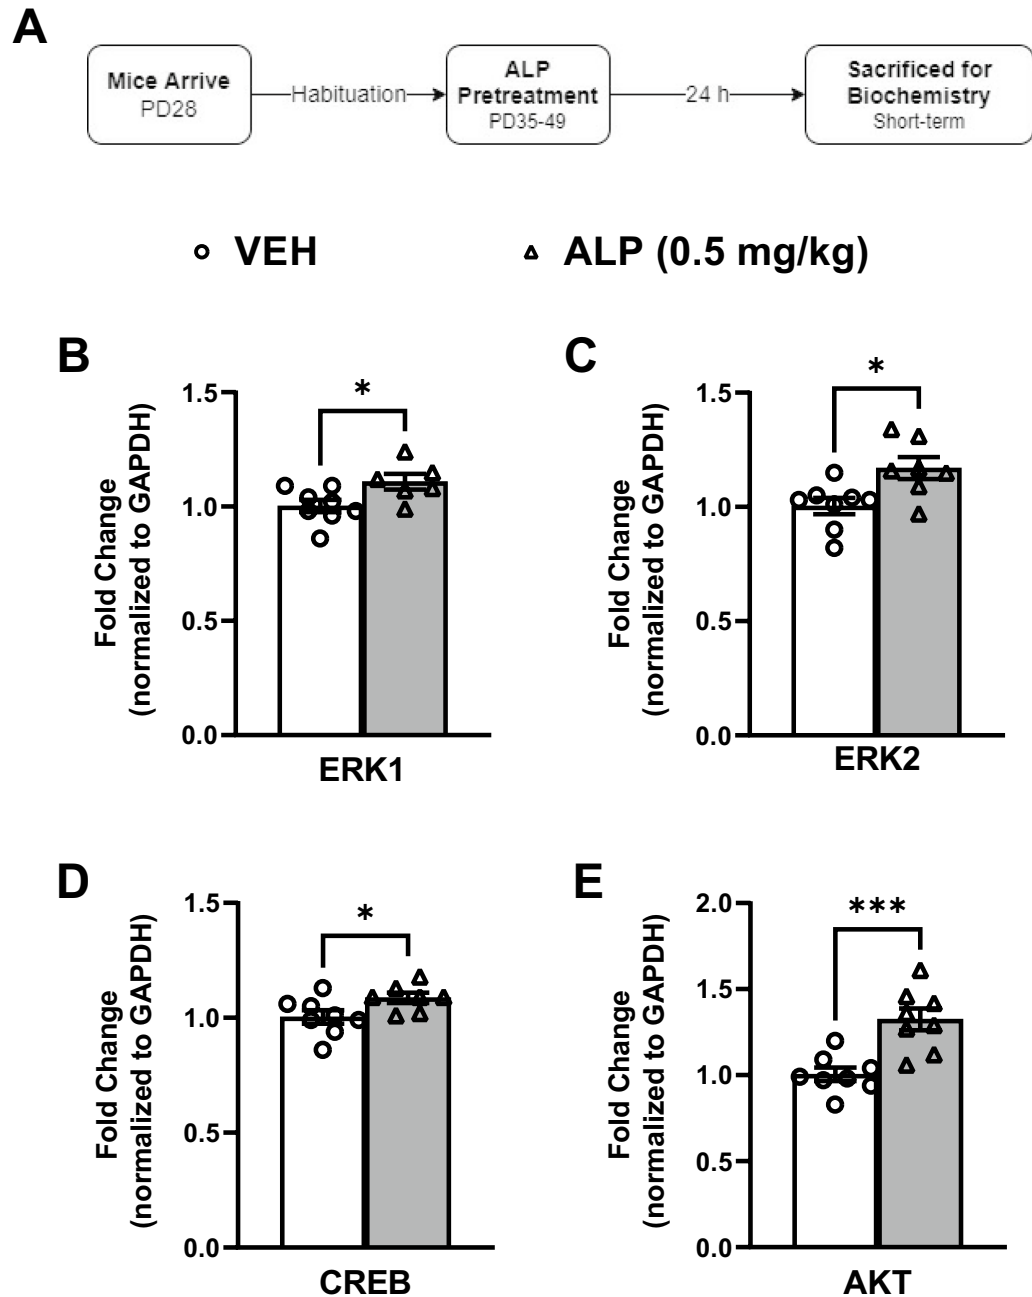 A
Mice Arrive
PD28
Habituation
ALP
Pretreatment
PD35-49
24 h
Sacrificed for
Biochemistry
Short-term
VEH
ALP (0.5 mg/kg)
B
Fold Change
(normalized to GAPDH)
1.5
1.0
0.5
0.0
*
ERK1
C
Fold Change
(normalized to GAPDH)
1.5
1.0
0.5
0.0
*
ERK2
D
Fold Change
(normalized to GAPDH)
1.5
1.0
0.5
0.0
*
CREB
E
Fold Change
(normalized to GAPDH)
2.0
1.5
1.0
0.5
0.0
***
AKT